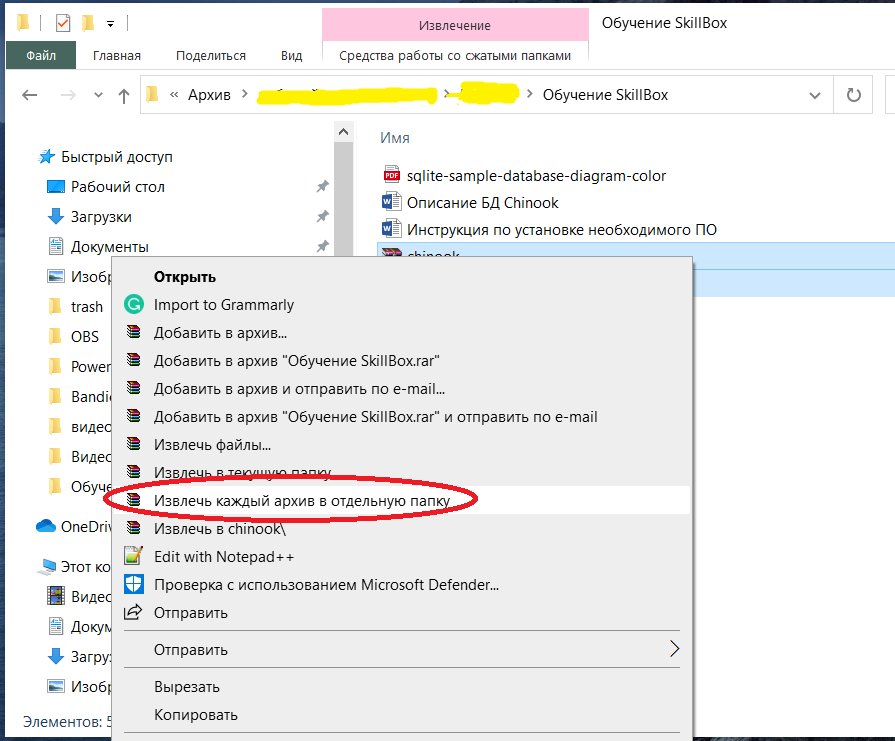 Извлечение
Обучение SkillBox
Файл
Главная
Поделиться
Вид
Средства работы со сжатыми папками
« Архив
Обучение SkillBox
Имя
Быстрый доступ
Рабочий стол
Загрузки
Документы
Изобр
trash
OBS
Power
Bandi
видео
Видес
Обуче
OneDriv
Этот ко
Видео
Докум
Загруз
Изобр
Элементов: 5
PDF sqlite-sample-database-diagram-color
Описание БД Chinook
Инструкция по установке необходимого ПО
chinook
Открыть
Import to Grammarly
Добавить в архив...
Добавить в архив "Обучение SkillBox.rar"
Добавить в архив и отправить по e-mail...
Добавить в архив "Обучение SkillBox.rar" и отправить по e-mail
Извлечь файлы...
Извлечь в текущую папку
Извлечь каждый архив в отдельную папку
Извлечь в chinook\
Edit with Notepad++
Проверка с использованием Microsoft Defender...
Отправить
Отправить
Вырезать
Копировать